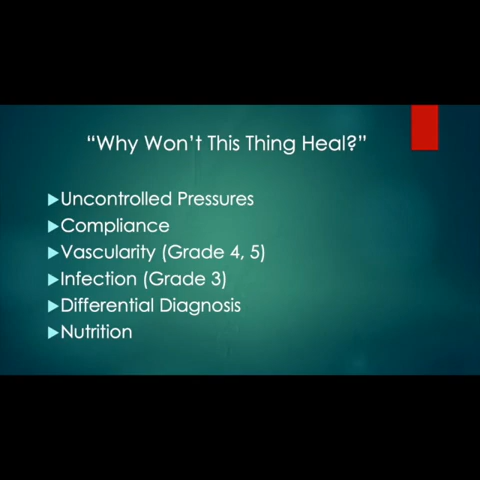 “Why Won’t This Thing Heal?”
Uncontrolled Pressures
Compliance
Vascularity (Grade 4, 5)
Infection (Grade 3)
Differential Diagnosis
Nutrition